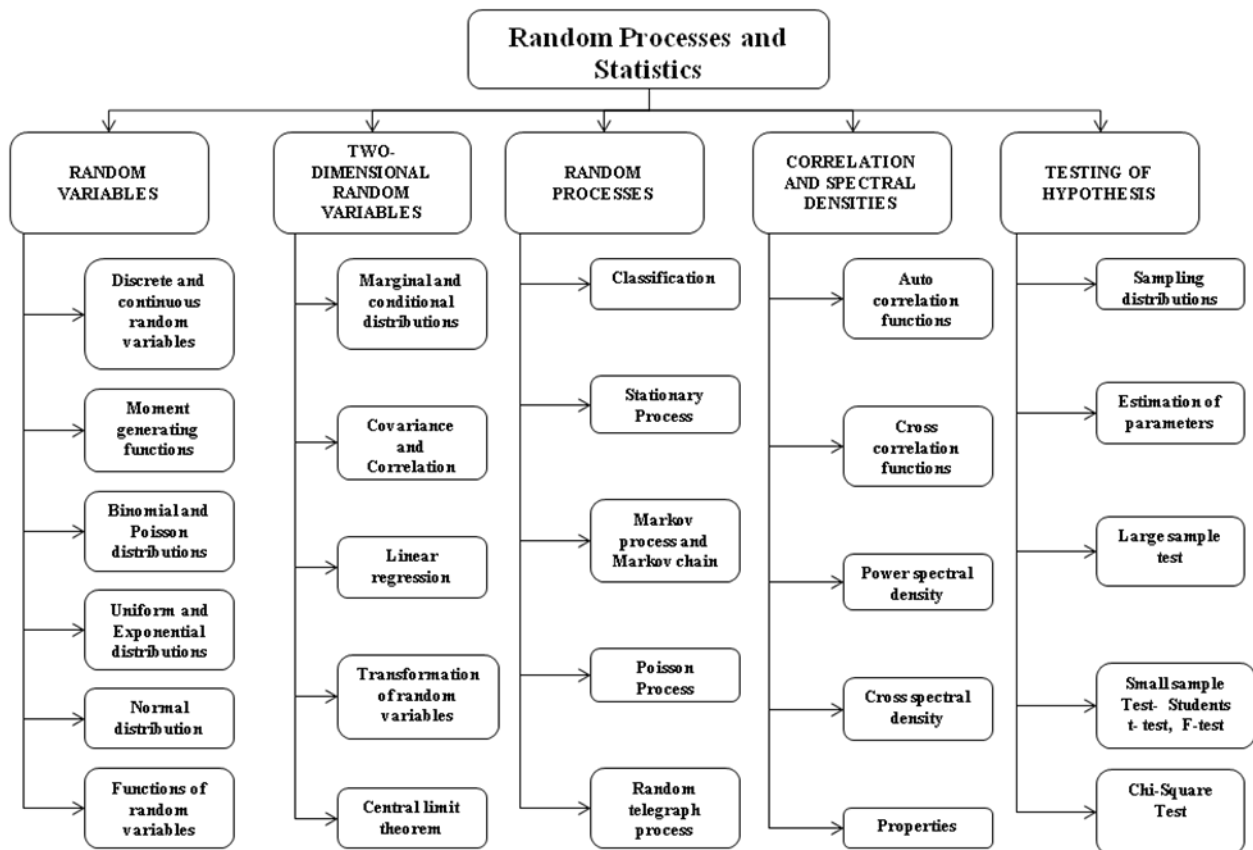 Random Processes and
Statistics
RANDOM
VARIABLES
TWO-
DIMENSIONAL
RANDOM
VARIABLES
RANDOM
PROCESSES
CORRELATION
AND SPECTRAL
DENSITIES
TESTING OF
HYPOTHESIS
Discrete and
continuous
random
variables
Moment
generating
functions
Binomial and
Poisson
distributions
Uniform and
Exponential
distributions
Normal
distribution
Functions of
random
variables
Marginal and
conditional
distributions
Covariance
and
Correlation
Linear
regression
Transformation
of random
variables
Central limit
theorem
Classification
Stationary
Process
Markov
process and
Markov chain
Poisson
Process
Random
telegraph
process
Auto
correlation
functions
Cross
correlation
functions
Power spectral
density
Cross spectral
density
Properties
Sampling
distributions
Estimation of
parameters
Large sample
test
Small sample
Test- Students
t- test, F-test
Chi-Square
Test